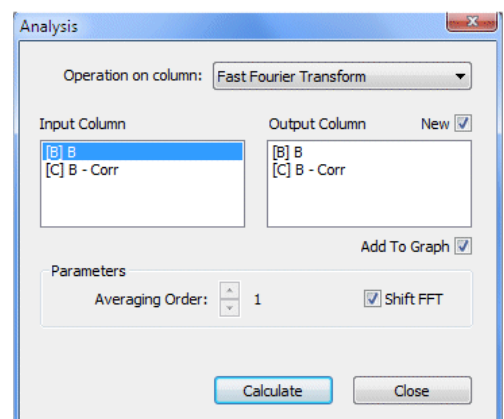 Analysis
Operation on column: Fast Fourier Transform
Input Column Output Column New
[B] B [B] B
[C] B - Corr [C] B - Corr
Add To Graph
Parameters
Averaging Order: 1 Shift FFT
Calculate Close